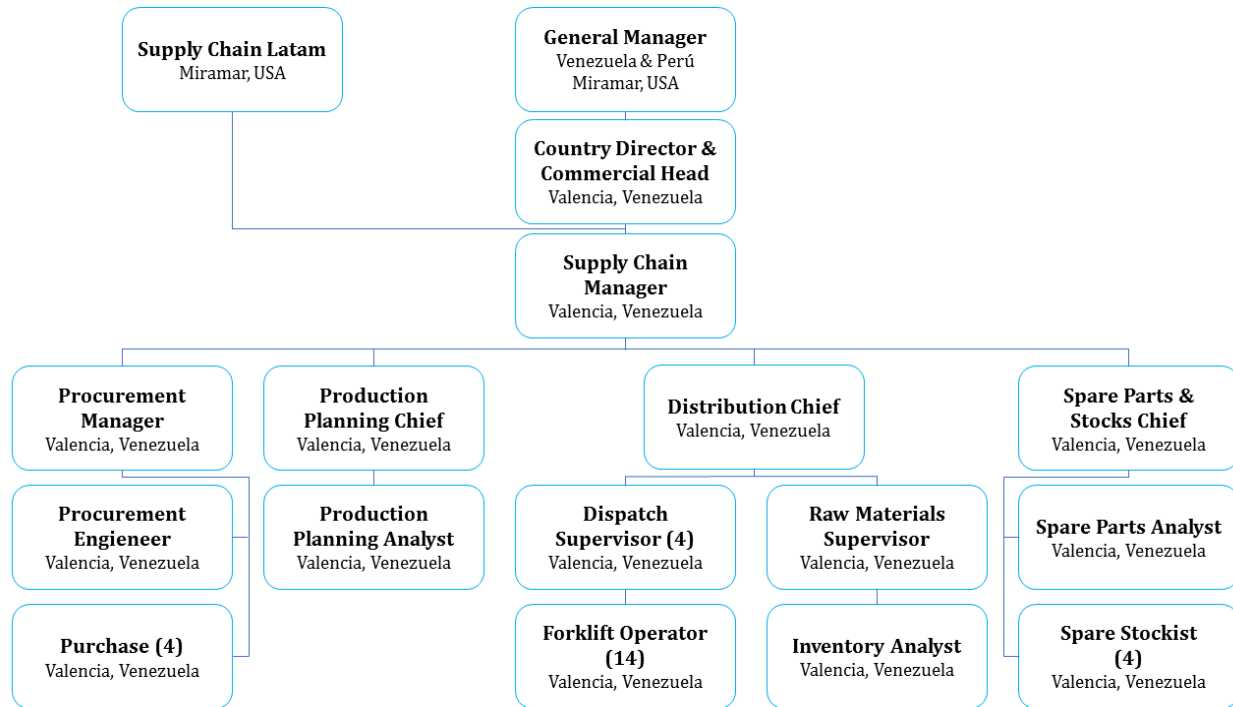 Supply Chain Latam
Miramar, USA
General Manager
Venezuela & Perú
Miramar, USA
Country Director &
Commercial Head
Valencia, Venezuela
Supply Chain
Manager
Valencia, Venezuela
Procurement
Manager
Valencia, Venezuela
Production
Planning Chief
Valencia, Venezuela
Distribution Chief
Valencia, Venezuela
Spare Parts &
Stocks Chief
Valencia, Venezuela
Procurement
Engieneer
Valencia, Venezuela
Production
Planning Analyst
Valencia, Venezuela
Dispatch
Supervisor (4)
Valencia, Venezuela
Raw Materials
Supervisor
Valencia, Venezuela
Spare Parts Analyst
Valencia, Venezuela
Purchase (4)
Valencia, Venezuela
Forklift Operator
(14)
Valencia, Venezuela
Inventory Analyst
Valencia, Venezuela
Spare Stockist
(4)
Valencia, Venezuela